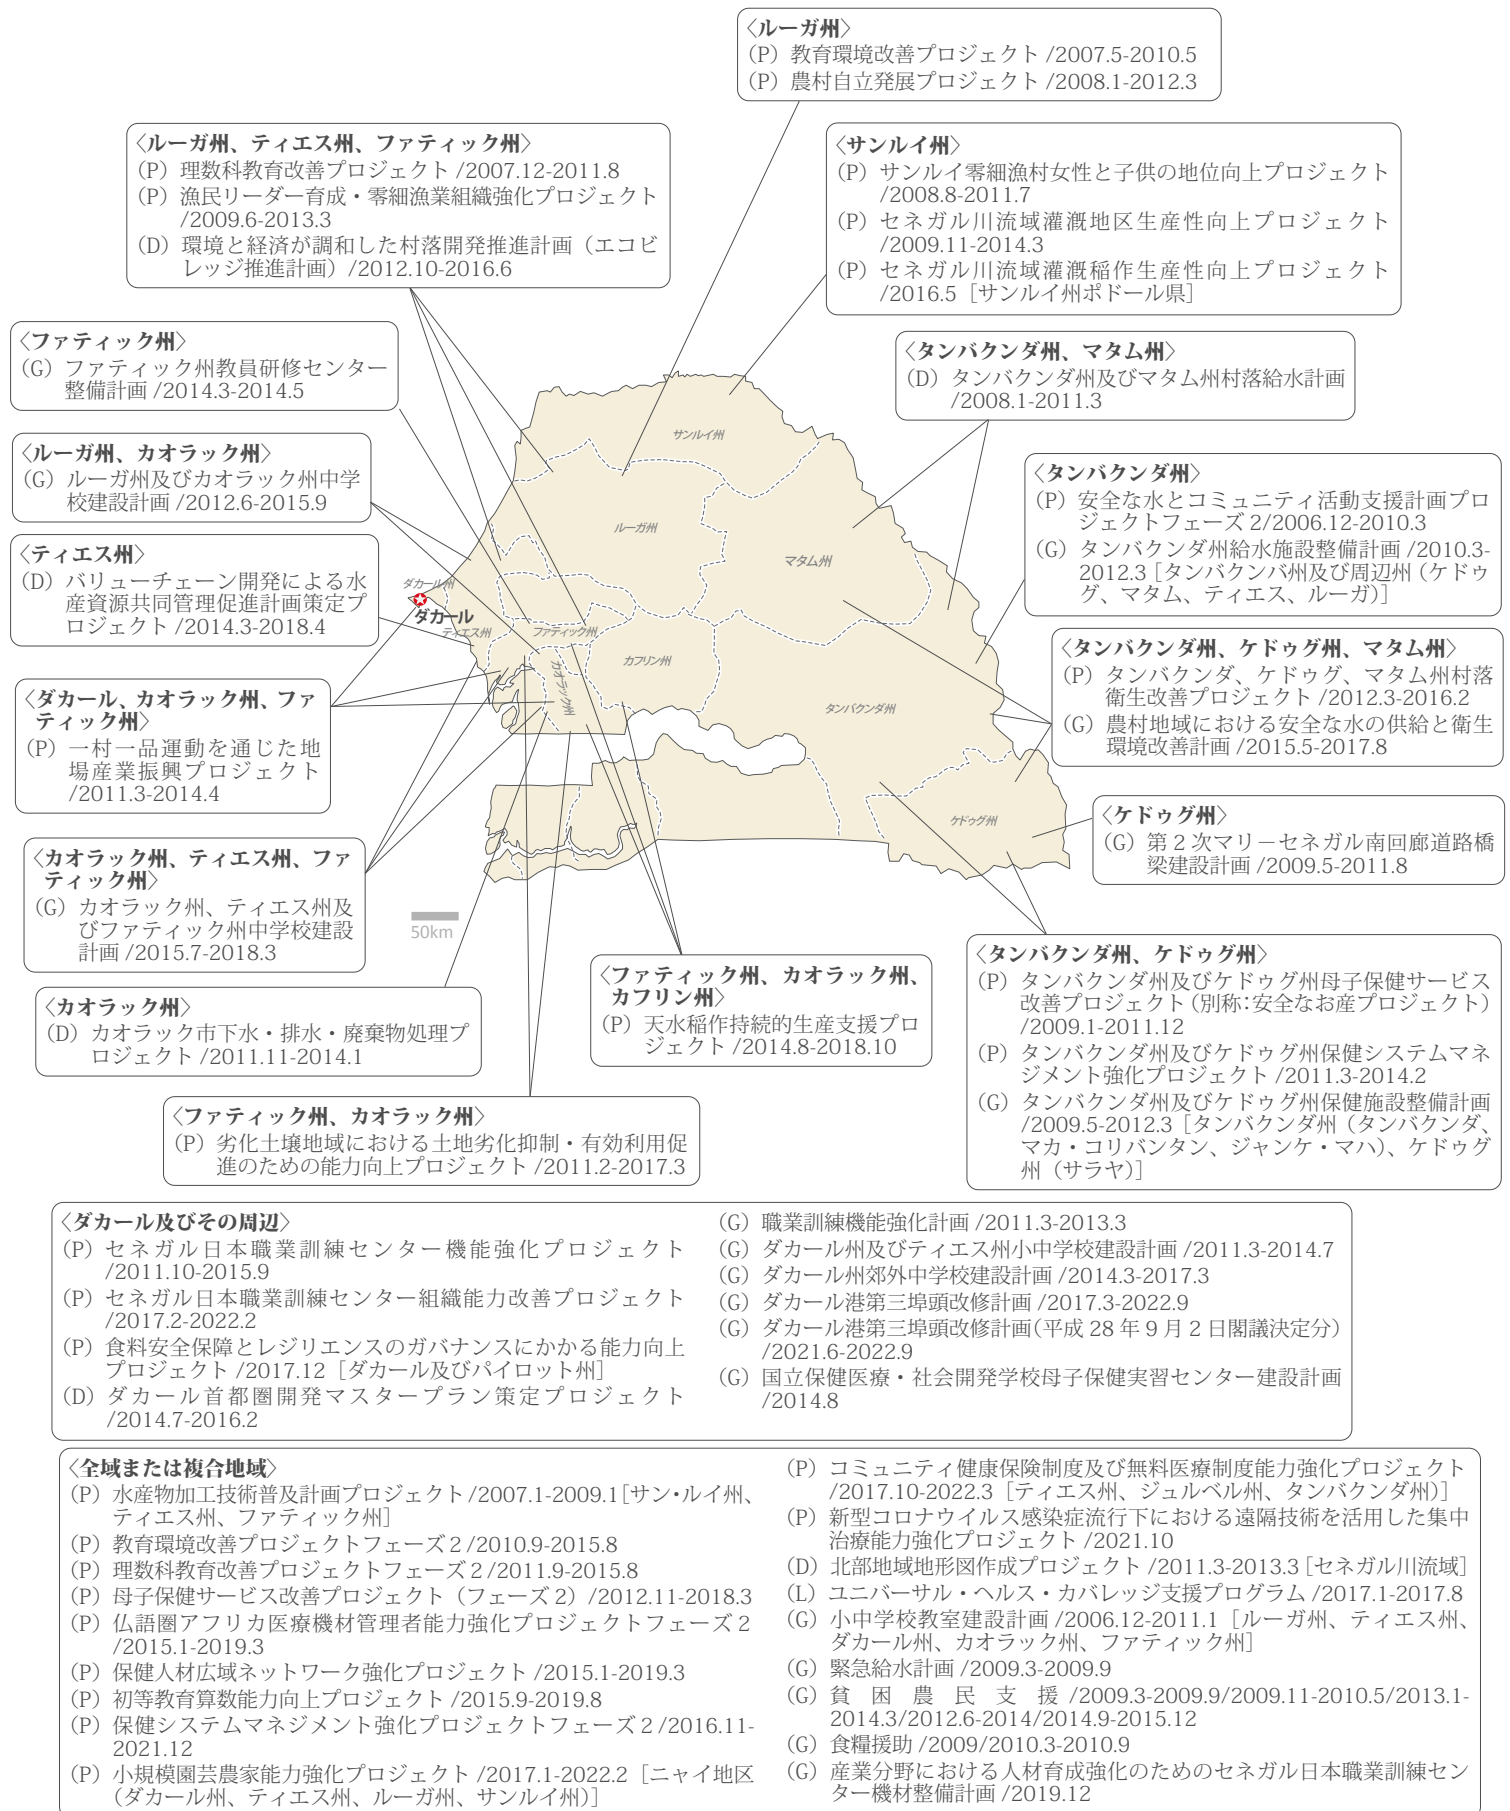 〈ルーガ州〉
(P) 教育環境改善プロジェクト /2007.5-2010.5
(P) 農村自立発展プロジェクト /2008.1-2012.3
〈ルーガ州、ティエス州、ファティック州〉
(P) 理数科教育改善プロジェクト /2007.12-2011.8
(P) 漁民リーダー育成・零細漁業組織強化プロジェクト
/2009.6-2013.3
(D) 環境と経済が調和した村落開発推進計画（エコビ
レッジ推進計画）/2012.10-2016.6
〈サンルイ州〉
(P) サンルイ零細漁村女性と子供の地位向上プロジェクト
/2008.8-2011.7
(P) セネガル川流域灌漑地区生産性向上プロジェクト
/2009.11-2014.3
(P) セネガル川流域灌漑稲作生産性向上プロジェクト
/2016.5［サンルイ州ポドール県］
〈ファティック州〉
(G) ファティック州教員研修センター
整備計画 /2014.3-2014.5
〈タンバクンダ州、マタム州〉
(D) タンバクンダ州及びマタム州村落給水計画
/2008.1-2011.3
〈ルーガ州、カオラック州〉
(G) ルーガ州及びカオラック州中学
校建設計画 /2012.6-2015.9
〈タンバクンダ州〉
(P) 安全な水とコミュニティ活動支援計画プロ
ジェクトフェーズ 2/2006.12-2010.3
(G) タンバクンダ州給水施設整備計画 /2010.3-
2012.3［タンバクンバ州及び周辺州（ケドゥ
グ、マタム、ティエス、ルーガ）］
〈ティエス州〉
(D) バリューチェーン開発による水
産資源共同管理促進計画策定プ
ロジェクト /2014.3-2018.4
〈タンバクンダ州、ケドゥグ州、マタム州〉
(P) タンバクンダ、ケドゥグ、マタム州村落
衛生改善プロジェクト /2012.3-2016.2
(G) 農村地域における安全な水の供給と衛生
環境改善計画 /2015.5-2017.8
〈ダカール、カオラック州、ファ
ティック州〉
(P) 一村一品運動を通じた地
場産業振興プロジェクト
/2011.3-2014.4
〈ケドゥグ州〉
(G) 第 2 次マリ－セネガル南回廊道路橋
梁建設計画 /2009.5-2011.8
〈カオラック州、ティエス州、ファ
ティック州〉
(G) カオラック州、ティエス州及
びファティック州中学校建設
計画 /2015.7-2018.3
サンルイ州
ルーガ州
マタム州
ダカール州
ダカール
ティエス州
ファティック州
カフリン州
カオラック州
タンバクンダ州
ケドゥグ州
50km
〈カオラック州〉
(D) カオラック市下水・排水・廃棄物処理プ
ロジェクト /2011.11-2014.1
〈ファティック州、カオラック州、
カフリン州〉
(P) 天水稲作持続的生産支援プロ
ジェクト /2014.8-2018.10
〈タンバクンダ州、ケドゥグ州〉
(P) タンバクンダ州及びケドゥグ州母子保健サービス
改善プロジェクト（別称：安全なお産プロジェクト）
/2009.1-2011.12
(P) タンバクンダ州及びケドゥグ州保健システムマネ
ジメント強化プロジェクト /2011.3-2014.2
(G) タンバクンダ州及びケドゥグ州保健施設整備計画
/2009.5-2012.3［タンバクンダ州（タンバクンダ、
マカ・コリバンタン、ジャンケ・マハ）、ケドゥグ
州（サラヤ）］
〈ファティック州、カオラック州〉
(P) 劣化土壌地域における土地劣化抑制・有効利用促
進のための能力向上プロジェクト /2011.2-2017.3
〈ダカール及びその周辺〉
(P) セネガル日本職業訓練センター機能強化プロジェクト
/2011.10-2015.9
(P) セネガル日本職業訓練センター組織能力改善プロジェクト
/2017.2-2022.2
(P) 食料安全保障とレジリエンスのガバナンスにかかる能力向上
プロジェクト /2017.12［ダカール及びパイロット州］
(D) ダカール首都圏開発マスタープラン策定プロジェクト
/2014.7-2016.2
(G) 職業訓練機能強化計画 /2011.3-2013.3
(G) ダカール州及びティエス州小中学校建設計画 /2011.3-2014.7
(G) ダカール州郊外中学校建設計画 /2014.3-2017.3
(G) ダカール港第三埠頭改修計画 /2017.3-2022.9
(G) ダカール港第三埠頭改修計画（平成 28 年 9 月 2 日閣議決定分）
/2021.6-2022.9
(G) 国立保健医療・社会開発学校母子保健実習センター建設計画
/2014.8
〈全域または複合地域〉
(P) 水産物加工技術普及計画プロジェクト /2007.1-2009.1［サン・ルイ州、
ティエス州、ファティック州］
(P) 教育環境改善プロジェクトフェーズ 2 /2010.9-2015.8
(P) 理数科教育改善プロジェクトフェーズ 2 /2011.9-2015.8
(P) 母子保健サービス改善プロジェクト（フェーズ 2）/2012.11-2018.3
(P) 仏語圏アフリカ医療機材管理者能力強化プロジェクトフェーズ 2
/2015.1-2019.3
(P) 保健人材広域ネットワーク強化プロジェクト /2015.1-2019.3
(P) 初等教育算数能力向上プロジェクト /2015.9-2019.8
(P) 保健システムマネジメント強化プロジェクトフェーズ 2 /2016.11-
2021.12
(P) 小規模園芸農家能力強化プロジェクト /2017.1-2022.2［ニャイ地区
（ダカール州、ティエス州、ルーガ州、サンルイ州）］
(P) コミュニティ健康保険制度及び無料医療制度能力強化プロジェクト
/2017.10-2022.3［ティエス州、ジュルベル州、タンバクンダ州）］
(P) 新型コロナウイルス感染症流行下における遠隔技術を活用した集中
治療能力強化プロジェクト /2021.10
(D) 北部地域地形図作成プロジェクト /2011.3-2013.3［セネガル川流域］
(L) ユニバーサル・ヘルス・カバレッジ支援プログラム /2017.1-2017.8
(G) 小中学校教室建設計画 /2006.12-2011.1［ルーガ州、ティエス州、
ダカール州、カオラック州、ファティック州］
(G) 緊急給水計画 /2009.3-2009.9
(G) 貧困農民支援 /2009.3-2009.9/2009.11-2010.5/2013.1-
2014.3/2012.6-2014/2014.9-2015.12
(G) 食糧援助 /2009/2010.3-2010.9
(G) 産業分野における人材育成強化のためのセネガル日本職業訓練セン
ター機材整備計画 /2019.12